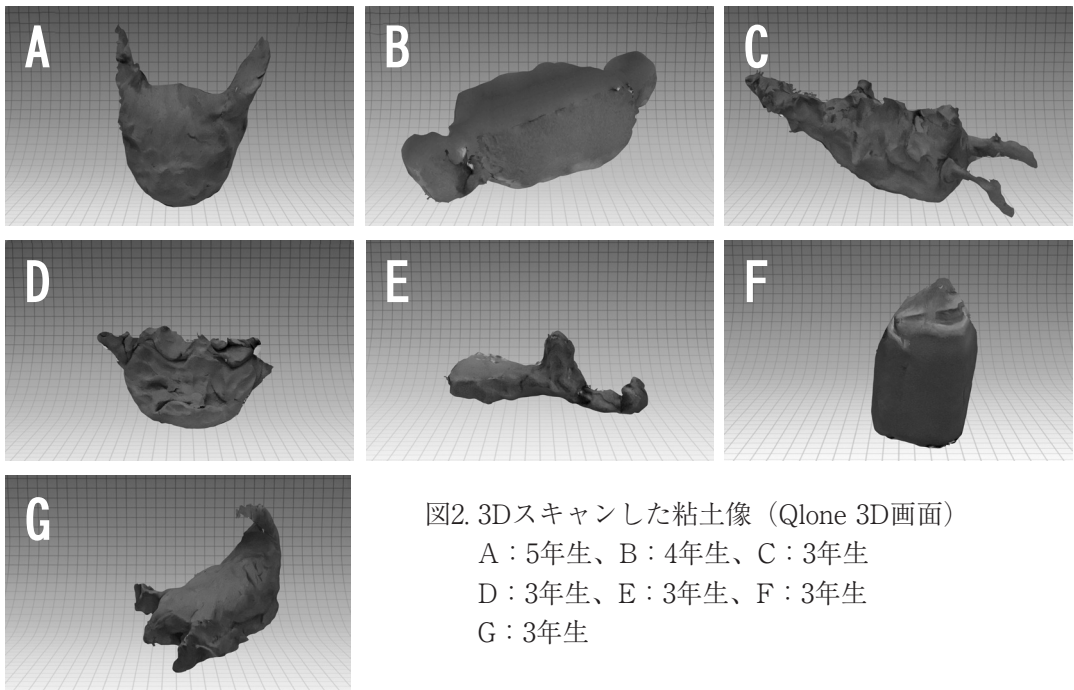 A
B
C
D
E
F
G
図2. 3Dスキャンした粘土像（Qlone 3D画面）
A：5年生、B：4年生、C：3年生
D：3年生、E：3年生、F：3年生
G：3年生